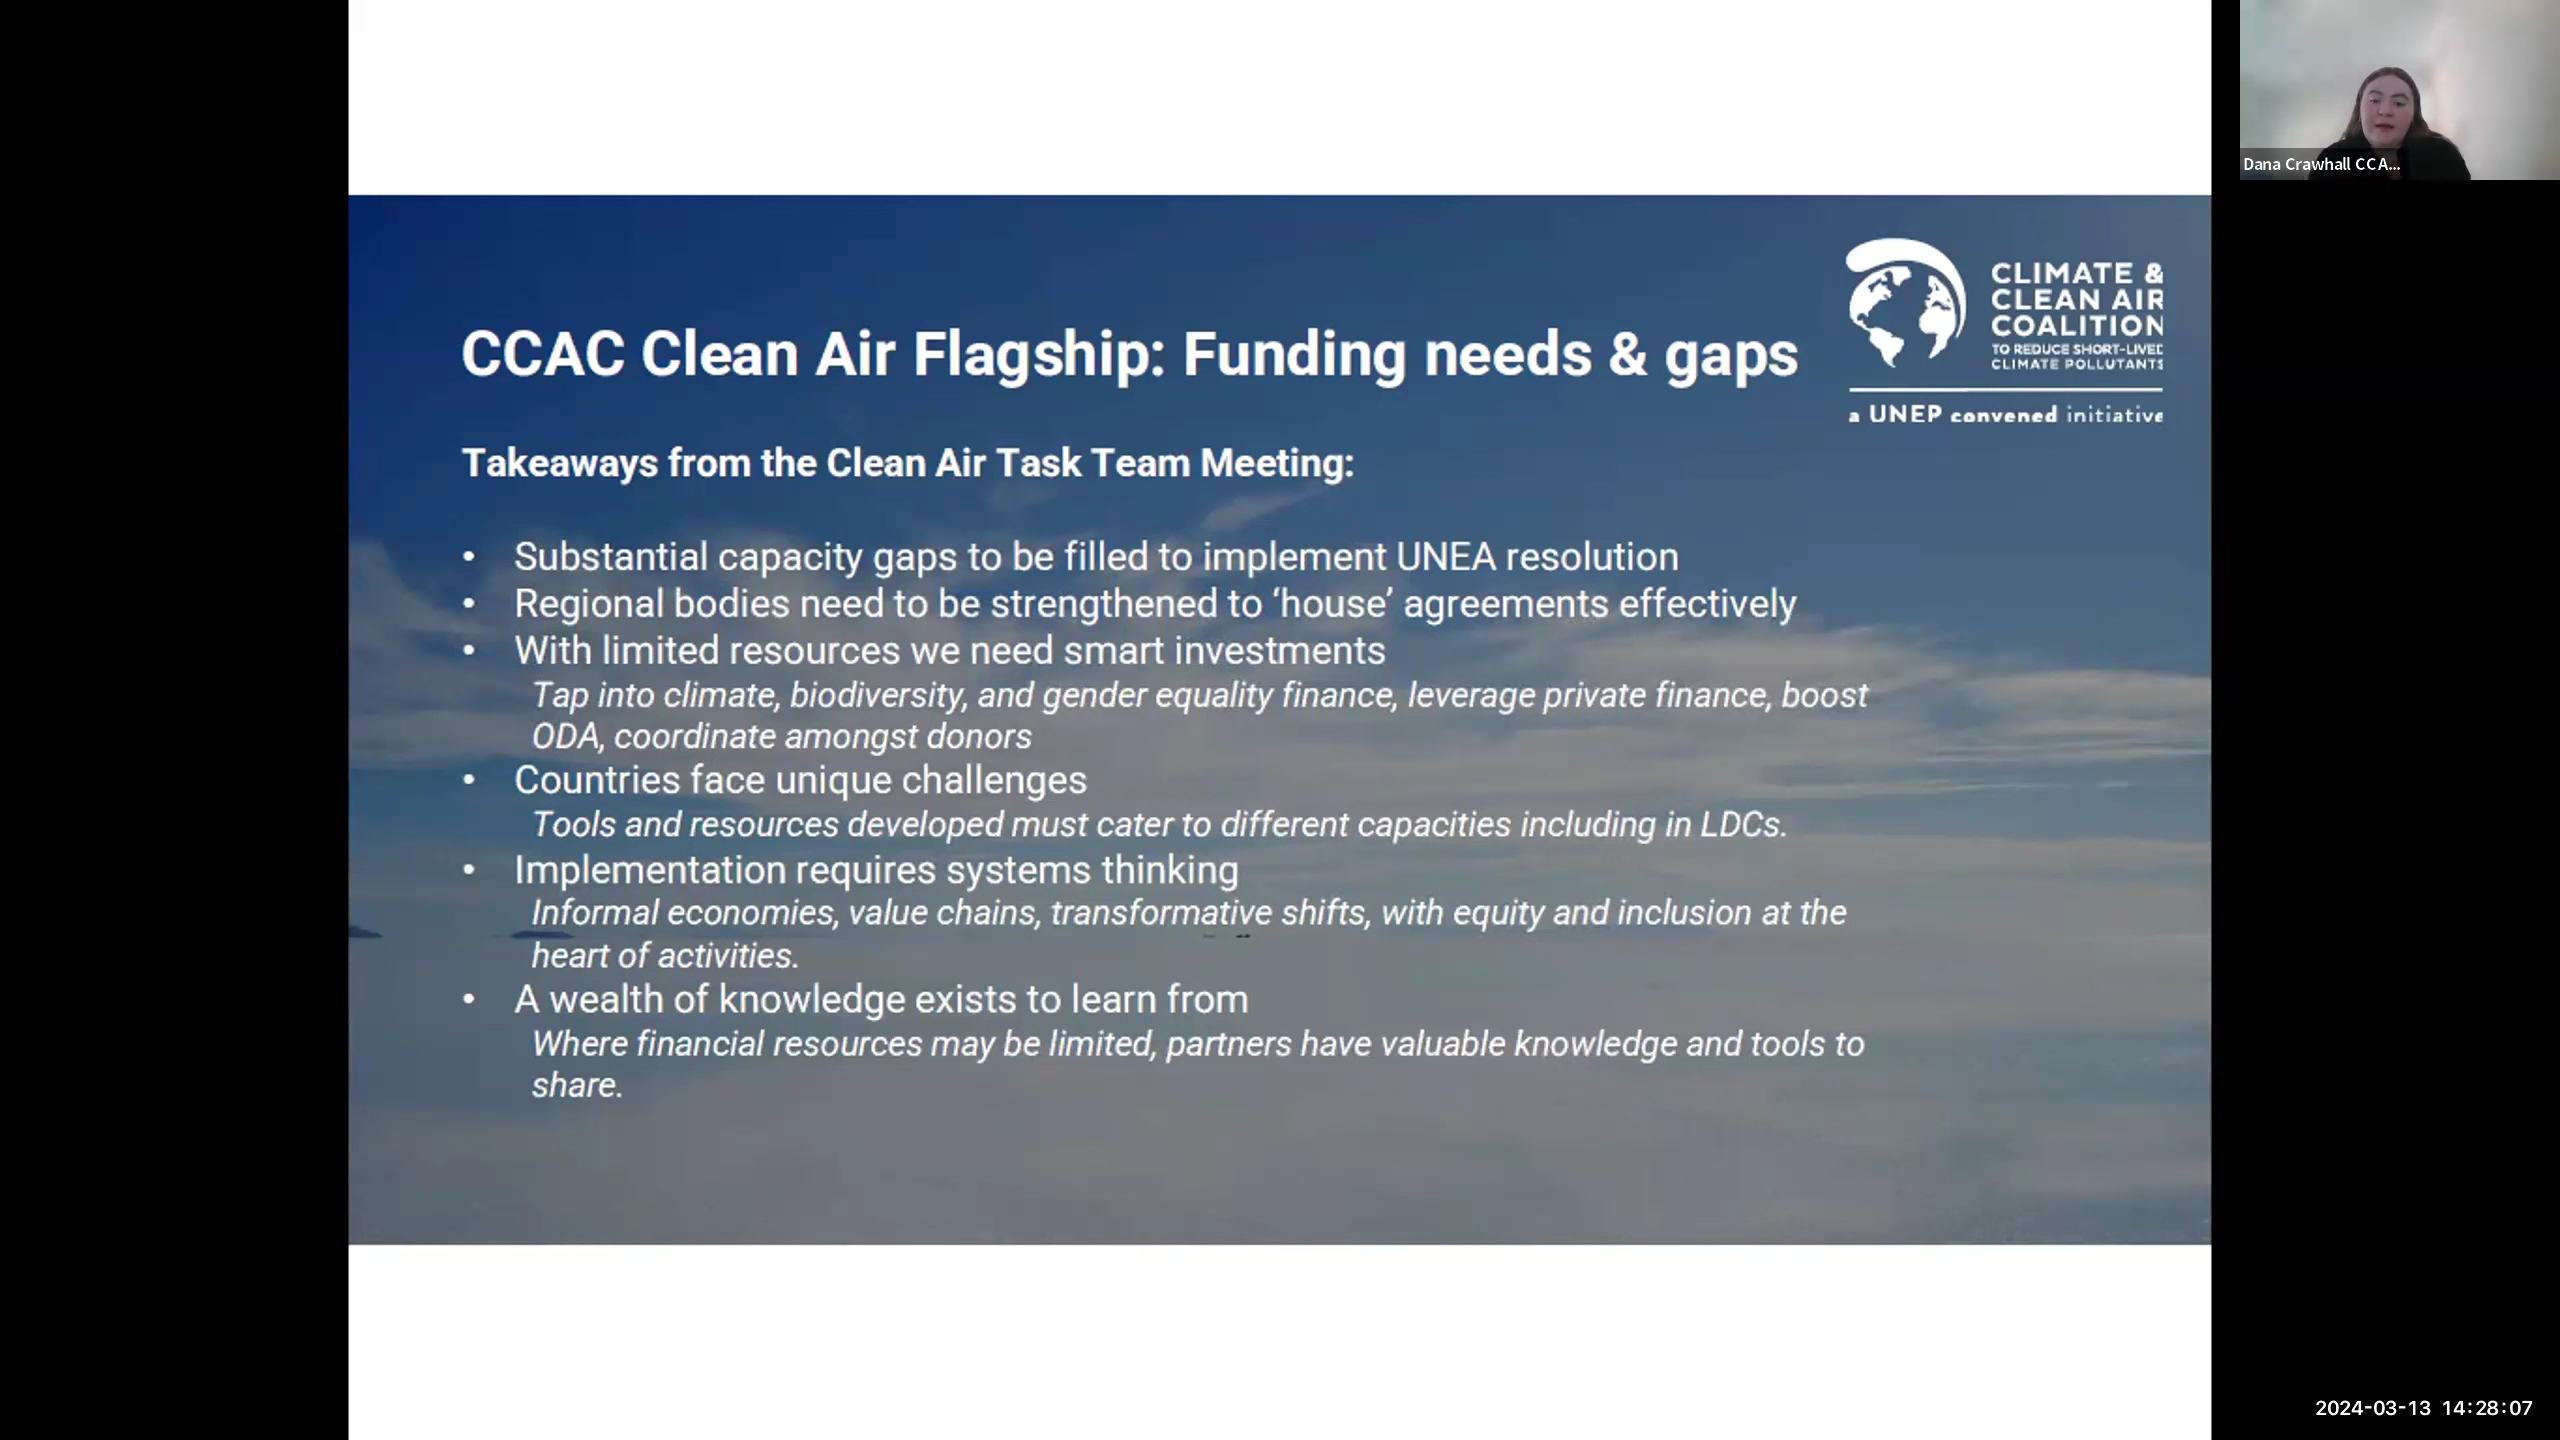 Dana Crawhall CCA...
CLIMATE &
CLEAN AIR
COALITION
TO REDUCE SHORT-LIVED
CLIMATE POLLUTANTS
a UNEP convened initiative
CCAC Clean Air Flagship: Funding needs & gaps
Takeaways from the Clean Air Task Team Meeting:
• Substantial capacity gaps to be filled to implement UNEA resolution
• Regional bodies need to be strengthened to ‘house’ agreements effectively
• With limited resources we need smart investments
Tap into climate, biodiversity, and gender equality finance, leverage private finance, boost
ODA, coordinate amongst donors
• Countries face unique challenges
Tools and resources developed must cater to different capacities including in LDCs.
• Implementation requires systems thinking
Informal economies, value chains, transformative shifts, with equity and inclusion at the
heart of activities.
• A wealth of knowledge exists to learn from
Where financial resources may be limited, partners have valuable knowledge and tools to
share.
2024-03-13 14:28:07